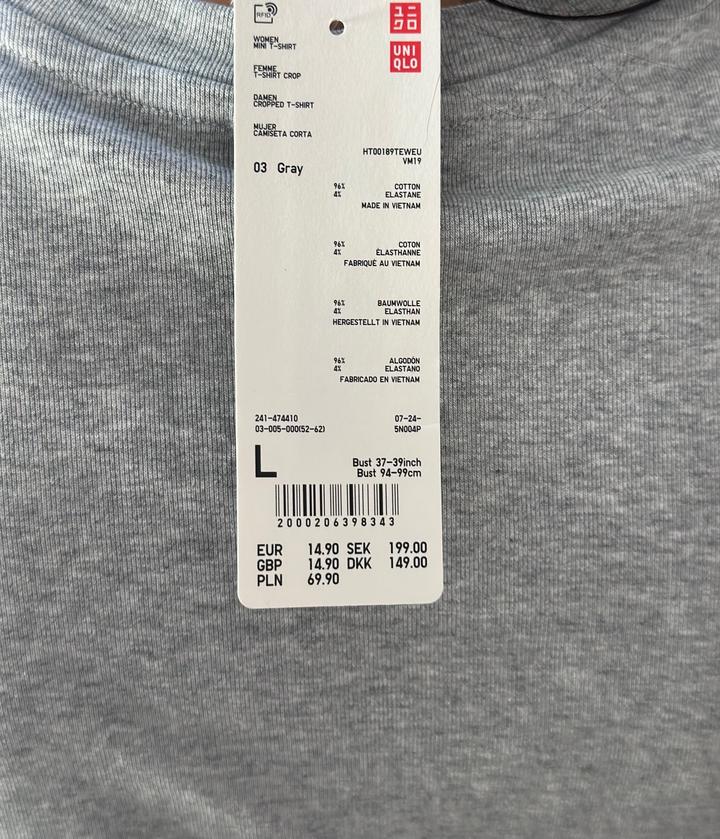 RFID
ユニ
クロ
UNI
QLO
WOMEN
MINI T-SHIRT
FEMME
T-SHIRT CROP
DAMEN
CROPPED T-SHIRT
MUJER
CAMISETA CORTA
HT00189TEWEU
VM19
03 Gray
96% COTTON
4% ELASTANE
MADE IN VIETNAM
96% COTON
4% ÉLASTHANNE
FABRIQUÉ AU VIETNAM
96% BAUMWOLLE
4% ELASTHAN
HERGESTELLT IN VIETNAM
96% ALGODÓN
4% ELASTANO
FABRICADO EN VIETNAM
241-474410 07-24-
03-005-000(52-62) 5N004P
L
Bust 37-39inch
Bust 94-99cm
2000206398343
EUR 14.90 SEK 199.00
GBP 14.90 DKK 149.00
PLN 69.90